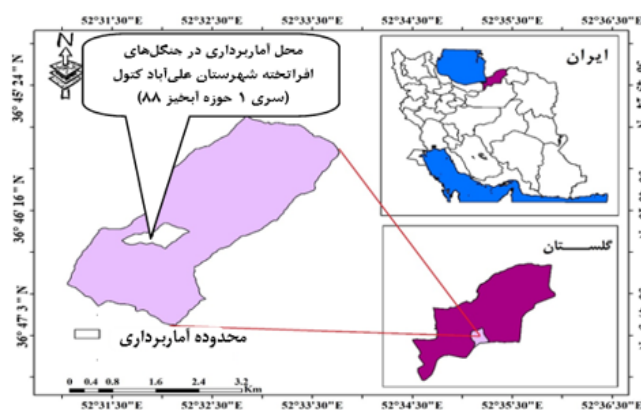 52°31'30"E 52°32'30"E 52°33'30"E 52°34'30"E 52°35'30"E 52°36'30"E
محل آماربرداری در جنگل‌های
افراتخته شهرستان علی‌آباد کتول
(سری ۱ حوزه آبخیز ۸۸)
ایران
گلستان
36°45'24"N
36°46'16"N
36°47'3"N
محدوده آماربرداری
0 0.4 0.8 1.6 2.4 3.2
Km
52°31'30"E 52°32'30"E 52°33'30"E 52°34'30"E 52°35'30"E 52°36'30"E